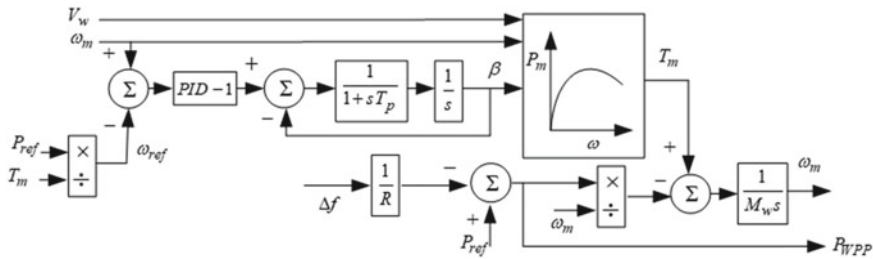 V_w
ω_m
+
Σ
−
PID − 1
+
Σ
−
1
1 + sT_p
1
s
β
P_m
ω
T_m
P_ref
T_m
×
÷
ω_ref
Δf
1
R
−
Σ
+
P_ref
ω_m
×
÷
+
−
Σ
1
M_w s
ω_m
P_WPP